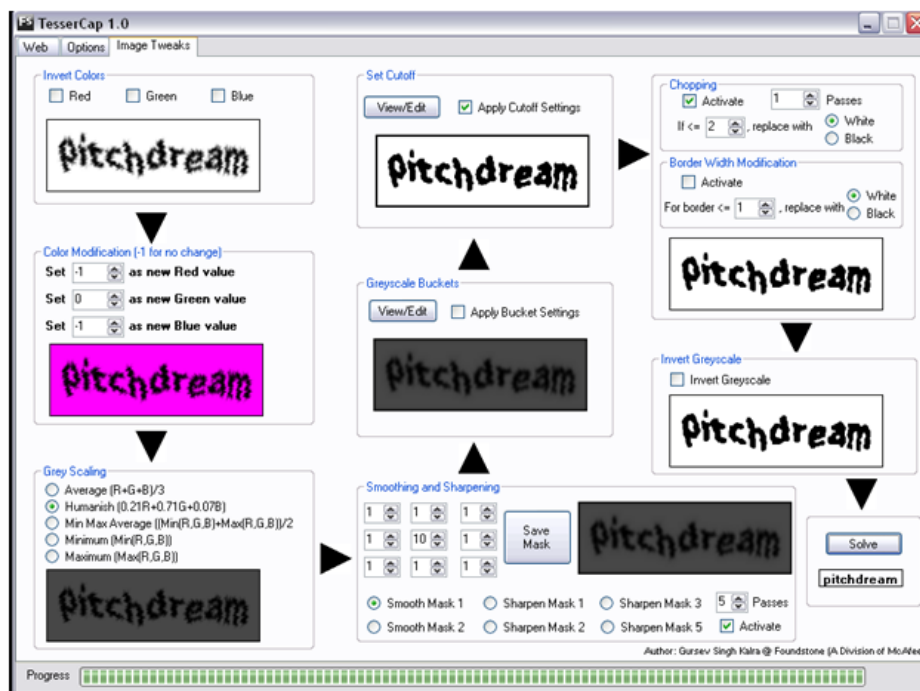 TesserCap 1.0
Web Options Image Tweaks
Invert Colors
Red Green Blue
pitchdream
Color Modification (-1 for no change)
Set -1 as new Red value
Set 0 as new Green value
Set -1 as new Blue value
pitchdream
Grey Scaling
Average (R+G+B)/3
Humanish (0.21R+0.71G+0.07B)
Min Max Average ((Min(R,G,B)+Max(R,G,B))/2
Minimum (Min(R,G,B))
Maximum (Max(R,G,B))
pitchdream
Smoothing and Sharpening
1 1 1
1 10 1
1 1 1
Save
Mask
pitchdream
Smooth Mask 1 Sharpen Mask 1 Sharpen Mask 3 5 Passes
Smooth Mask 2 Sharpen Mask 2 Sharpen Mask 5 Activate
Greyscale Buckets
View/Edit Apply Bucket Settings
pitchdream
Set Cutoff
View/Edit Apply Cutoff Settings
pitchdream
Chopping
Activate 1 Passes
If <= 2 , replace with White
Black
Border Width Modification
Activate
For border <= 1 , replace with White
Black
pitchdream
Invert Greyscale
Invert Greyscale
pitchdream
Solve
pitchdream
Author: Gursev Singh Kalra @ Foundstone (A Division of McAfee
Progress